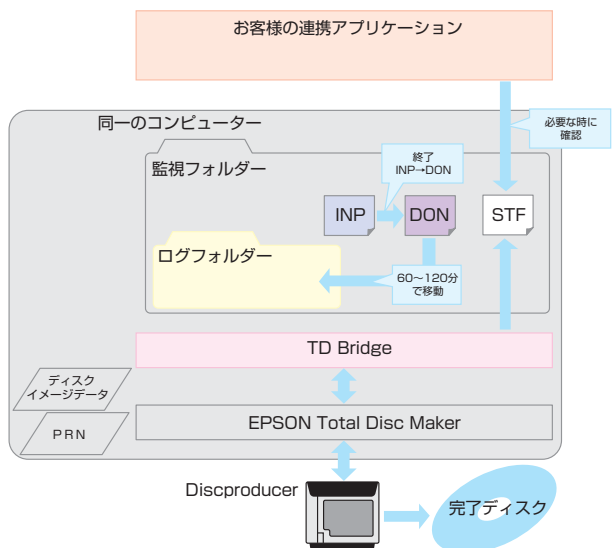 お客様の連携アプリケーション
同一のコンピューター
必要な時に
確認
監視フォルダー
終了
INP→DON
INP
DON
STF
ログフォルダー
60～120分
で移動
TD Bridge
ディスク
イメージデータ
EPSON Total Disc Maker
PRN
Discproducer
完了ディスク